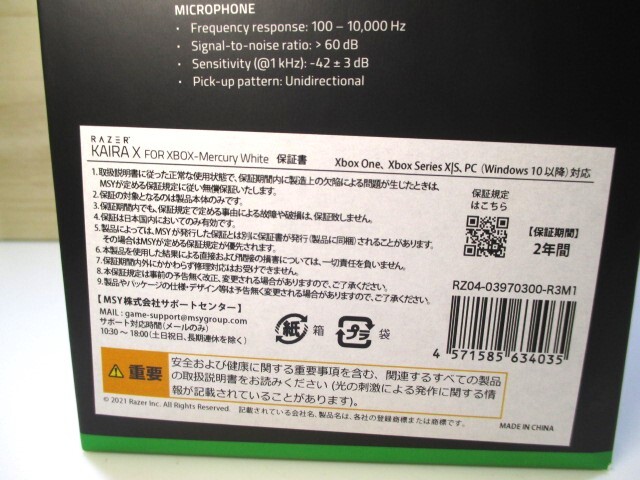 MICROPHONE
・ Frequency response: 100 – 10,000 Hz
・ Signal-to-noise ratio: > 60 dB
・ Sensitivity (@1 kHz): -42 ± 3 dB
・ Pick-up pattern: Unidirectional
RAZER
KAIRA X FOR XBOX-Mercury White 保証書
Xbox One、Xbox Series X|S、PC（Windows 10 以降）対応
1.取扱説明に従った正常な使用状態で、保証期間内に製造上の欠陥による問題が生じたときは、
MSYが定める保証規定に従い無償保証いたします。
2.保証の対象となるのは製品本体のみです。
3.保証期間内でも、保証規定で定める事由による故障や破損は、保証致しません。
4.保証は日本国内においてのみ有効です。
5.製品によっては、MSYが発行した保証書とは別に保証書が発行（製品に同梱）されることがあります。
その場合はMSYが定める保証規定が優先されます。
6.本製品を使用した結果による直接および間接の損害については、一切責任を負いません。
7.保証期間内外にかかわらず修理対応はお受けできません。
8.本保証規定は事前の予告無く改正、変更される場合がありますが、ご了承ください。
9.製品やパッケージの仕様・デザイン等は予告無く変更される場合がありますが、ご了承ください。
保証規定
はこちら
【保証期間】
2年間
【MSY株式会社サポートセンター】
MAIL : game-support@msygroup.com
サポート対応時間（メールのみ）
10:30 ～ 18:00（土日祝日、長期連休を除く）
紙 箱 プラ 袋
RZ04-03970300-R3M1
4 571585 634035
重要
安全および健康に関する重要事項を含む、関連するすべての製品
の取扱説明書をお読みください（光の刺激による発作に関する情
報が記載されていることがあります）。
© 2021 Razer Inc. All Rights Reserved. 記載されている会社名、製品名は、各社の登録商標または商標です。
MADE IN CHINA